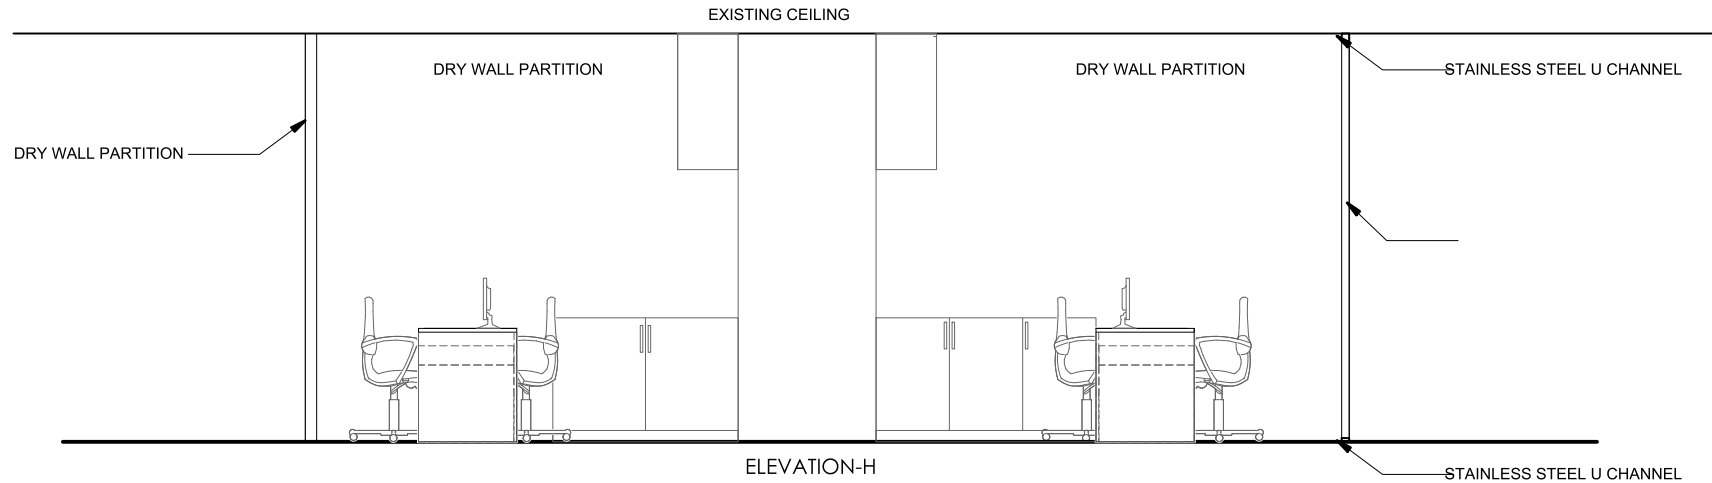 EXISTING CEILING
DRY WALL PARTITION
DRY WALL PARTITION
STAINLESS STEEL U CHANNEL
DRY WALL PARTITION
ELEVATION-H
STAINLESS STEEL U CHANNEL